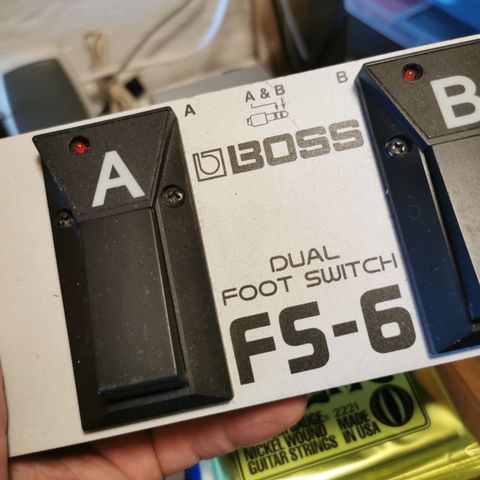 A
A & B
B
BOSS
A
B
DUAL
FOOT SWITCH
FS-6
2221
NICKEL WOUND
MADE
IN USA
GUITAR STRINGS